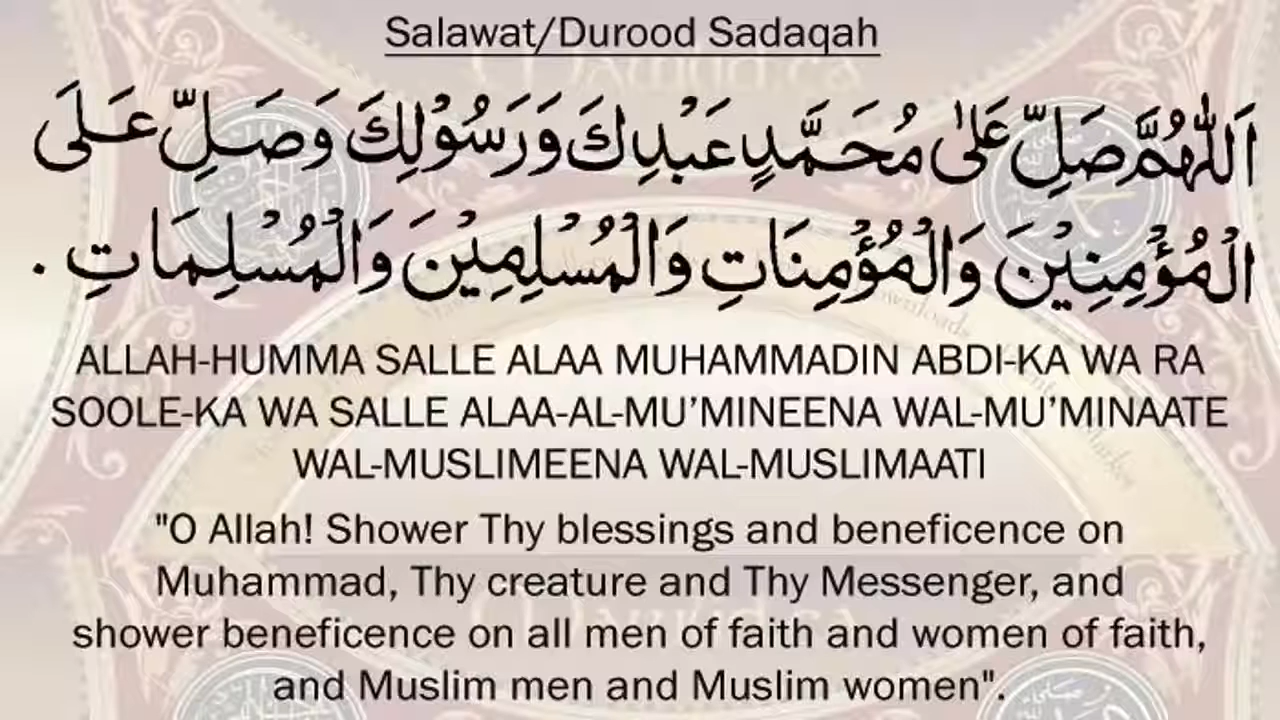 Salawat/Durood Sadaqah
اَللّٰهُمَّ صَلِّ عَلٰی مُحَمَّدٍ عَبْدِكَ وَرَسُوْلِكَ وَصَلِّ عَلَی
الْمُؤْمِنِيْنَ وَالْمُؤْمِنَاتِ وَالْمُسْلِمِيْنَ وَالْمُسْلِمَاتِ .
ALLAH-HUMMA SALLE ALAA MUHAMMADIN ABDI-KA WA RA
SOOLE-KA WA SALLE ALAA-AL-MU’MINEENA WAL-MU’MINAATE
WAL-MUSLIMEENA WAL-MUSLIMAATI
"O Allah! Shower Thy blessings and beneficence on
Muhammad, Thy creature and Thy Messenger, and
shower beneficence on all men of faith and women of faith,
and Muslim men and Muslim women".